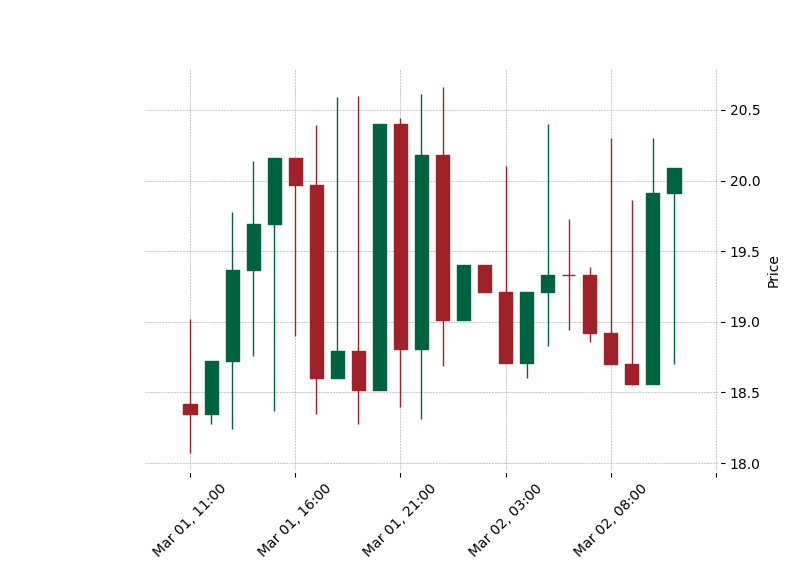 20.5
20.0
19.5
19.0
18.5
18.0
Price
Mar 01, 11:00
Mar 01, 16:00
Mar 01, 21:00
Mar 02, 03:00
Mar 02, 08:00